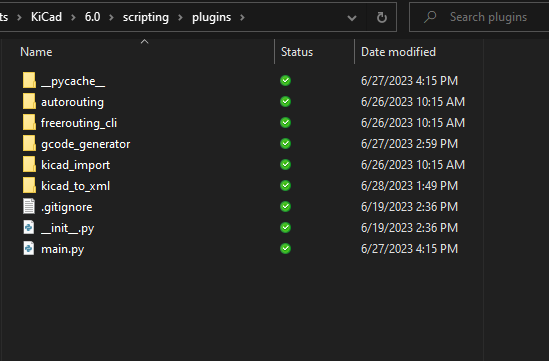 ts > KiCad > 6.0 > scripting > plugins > Search plugins
Name Status Date modified
__pycache__ 6/27/2023 4:15 PM
autorouting 6/26/2023 10:15 AM
freerouting_cli 6/26/2023 10:15 AM
gcode_generator 6/27/2023 2:59 PM
kicad_import 6/26/2023 10:15 AM
kicad_to_xml 6/28/2023 1:49 PM
.gitignore 6/19/2023 2:36 PM
__init__.py 6/19/2023 2:36 PM
main.py 6/27/2023 4:15 PM